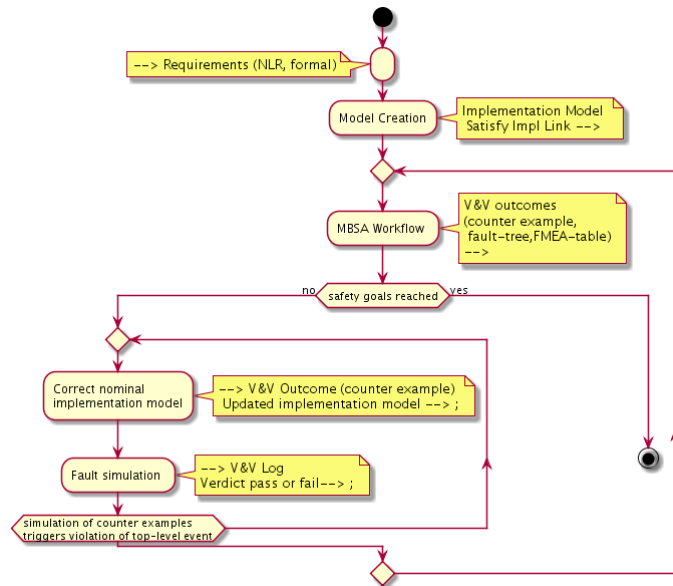 --> Requirements (NLR, formal)
Model Creation
Implementation Model
Satisfy Impl Link -->
MBSA Workflow
V&V outcomes
(counter example,
fault-tree,FMEA-table)
-->
no
safety goals reached
yes
Correct nominal
implementation model
--> V&V Outcome (counter example)
Updated implementation model --> ;
Fault simulation
--> V&V Log
Verdict pass or fail--> ;
simulation of counter examples
triggers violation of top-level event